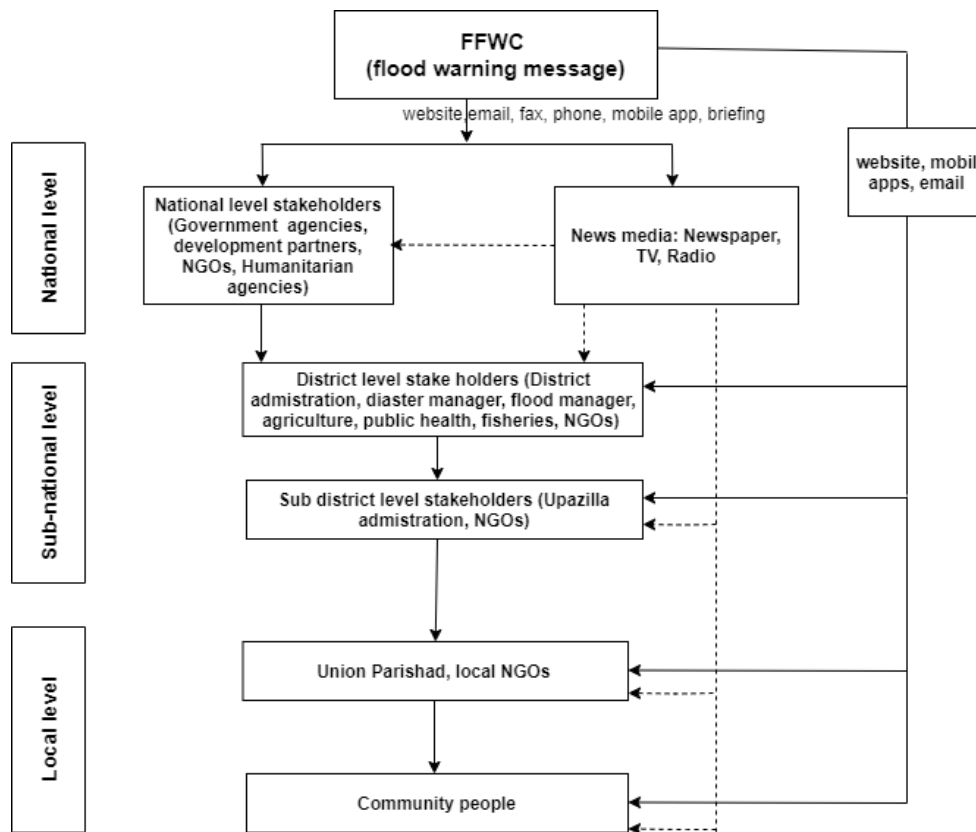 FFWC
(flood warning message)
website,email, fax, phone, mobile app, briefing
website, mobil
apps, email
National level
National level stakeholders
(Government agencies,
development partners,
NGOs, Humanitarian
agencies)
News media: Newspaper,
TV, Radio
Sub-national level
District level stake holders (District
admistration, diaster manager, flood manager,
agriculture, public health, fisheries, NGOs)
Sub district level stakeholders (Upazilla
admistration, NGOs)
Local level
Union Parishad, local NGOs
Community people